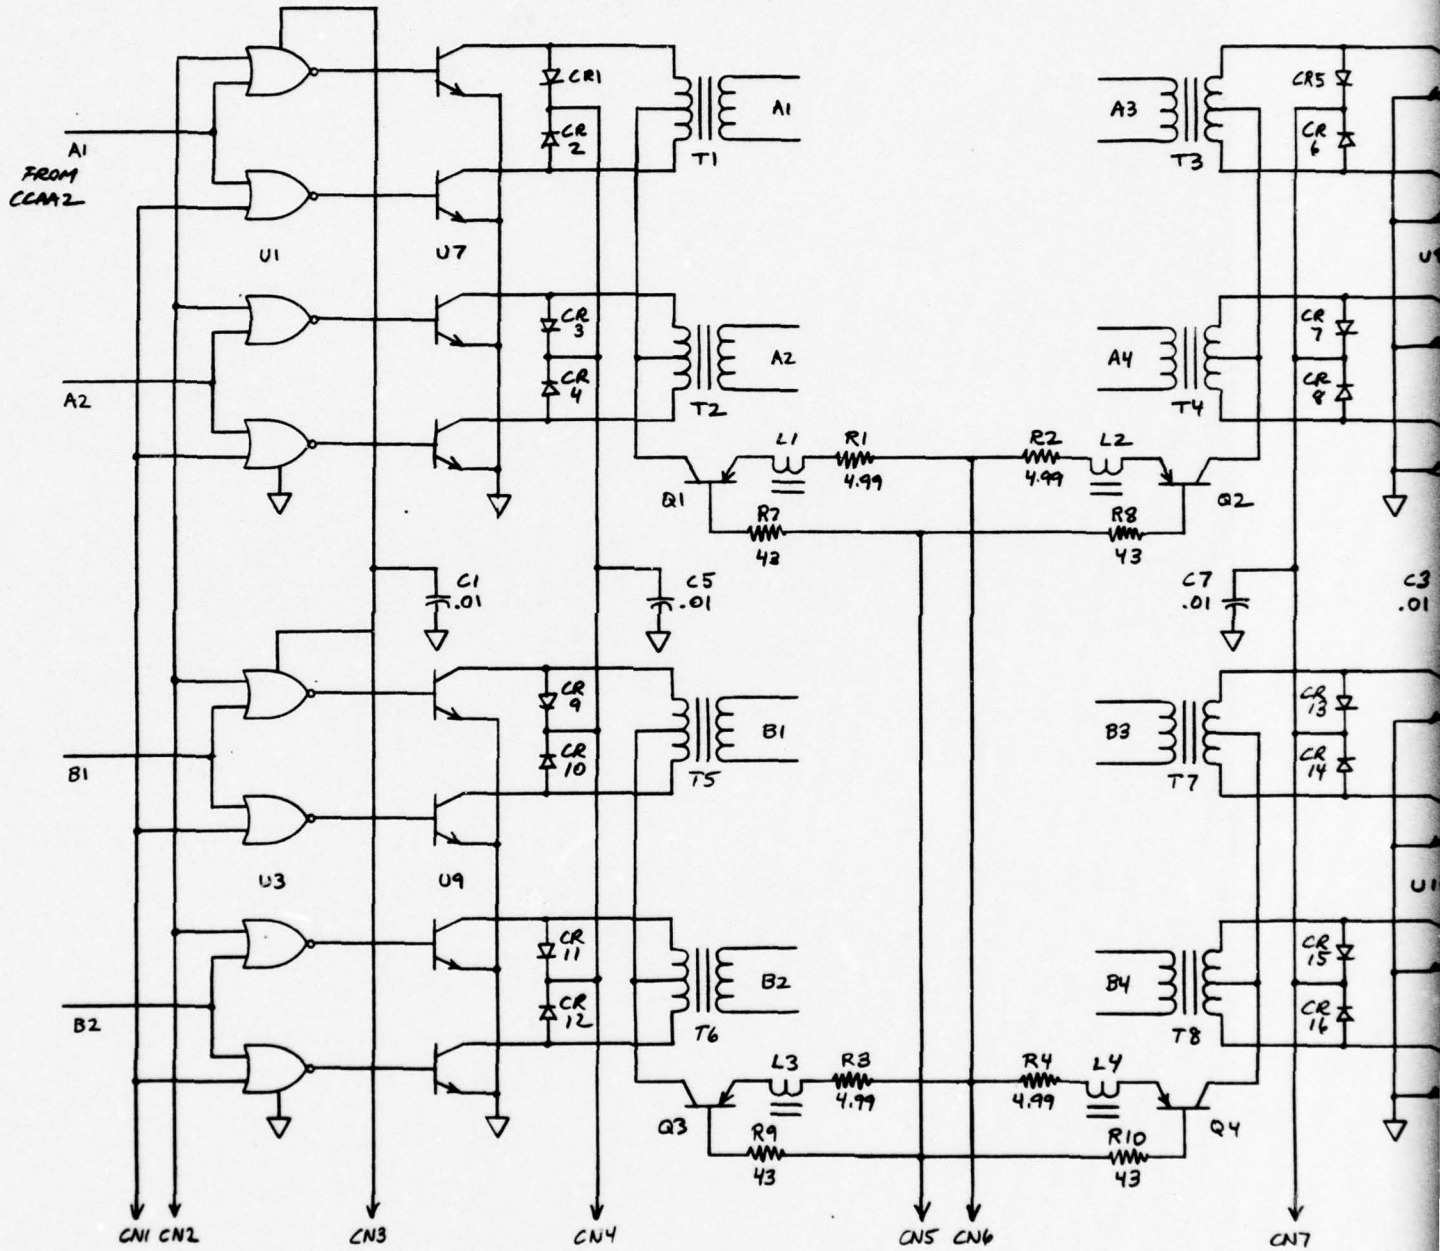 A1
FROM
CCAA2
U1
U7
CR1
CR
2
A1
T1
A3
T3
CR5
CR
6
A2
CR
3
CR
4
A2
T2
A4
T4
CR
7
CR
8
Q1
L1
R1
4.99
R2
4.99
L2
Q2
R7
43
R8
43
C1
.01
C5
.01
C7
.01
C3
.01
B1
U3
U9
CR
9
CR
10
B1
T5
B3
T7
CR
13
CR
14
B2
CR
11
CR
12
B2
T6
B4
T8
CR
15
CR
16
Q3
L3
R3
4.99
R4
4.99
L4
Q4
R9
43
R10
43
CN1 CN2
CN3
CN4
CN5 CN6
CN7